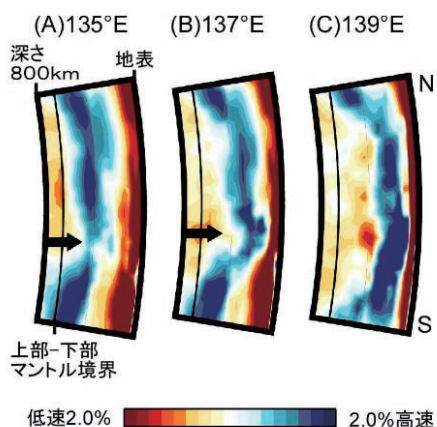 (A)135°E
(B)137°E
(C)139°E
深さ
800km
地表
N
S
上部−下部
マントル境界
低速2.0%
2.0%高速